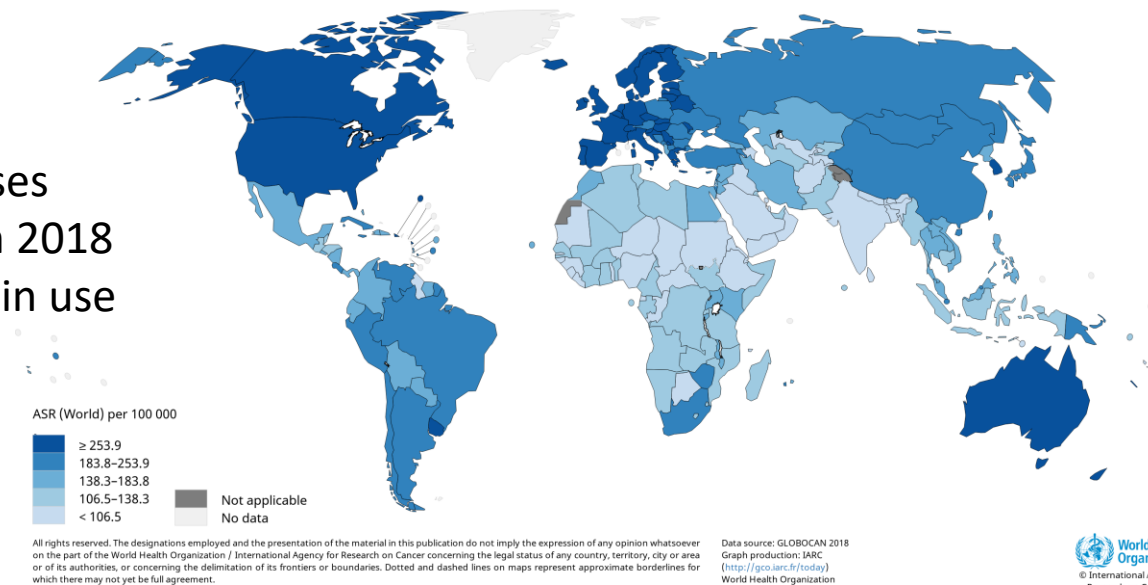 ses
2018
in use
ASR (World) per 100 000
≥ 253.9
183.8–253.9
138.3–183.8
106.5–138.3
< 106.5
Not applicable
No data
All rights reserved. The designations employed and the presentation of the material in this publication do not imply the expression of any opinion whatsoever
on the part of the World Health Organization / International Agency for Research on Cancer concerning the legal status of any country, territory, city or area
or of its authorities, or concerning the delimitation of its frontiers or boundaries. Dotted and dashed lines on maps represent approximate borderlines for
which there may not yet be full agreement.
Data source: GLOBOCAN 2018
Graph production: IARC
(http://gco.iarc.fr/today)
World Health Organization
World
Organ
© International